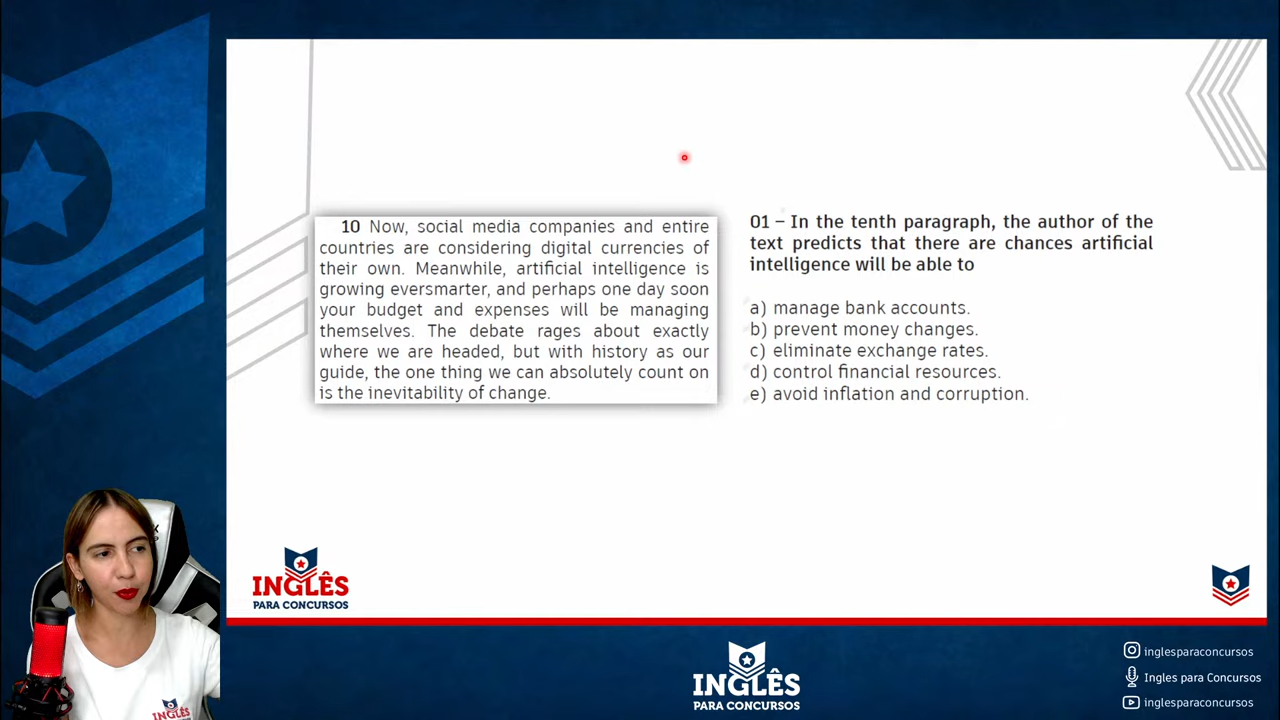 10 Now, social media companies and entire
countries are considering digital currencies of
their own. Meanwhile, artificial intelligence is
growing eversmarter, and perhaps one day soon
your budget and expenses will be managing
themselves. The debate rages about exactly
where we are headed, but with history as our
guide, the one thing we can absolutely count on
is the inevitability of change.
01 – In the tenth paragraph, the author of the
text predicts that there are chances artificial
intelligence will be able to
a) manage bank accounts.
b) prevent money changes.
c) eliminate exchange rates.
d) control financial resources.
e) avoid inflation and corruption.
INGLÊS
PARA CONCURSOS
INGLÊS
INGLÊS
PARA CONCURSOS
inglesparaconcursos
Ingles para Concursos
inglesparaconcursos